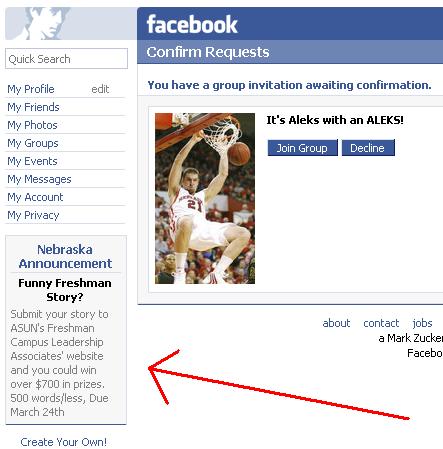 facebook
Confirm Requests
Quick Search
My Profile edit
My Friends
My Photos
My Groups
My Events
My Messages
My Account
My Privacy
Nebraska
Announcement
Funny Freshman
Story?
Submit your story to
ASUN's Freshman
Campus Leadership
Associates' website
and you could win
over $700 in prizes.
500 words/less, Due
March 24th
Create Your Own!
You have a group invitation awaiting confirmation.
It's Aleks with an ALEKS!
Join Group Decline
21
about contact jobs
a Mark Zucker
Facebo